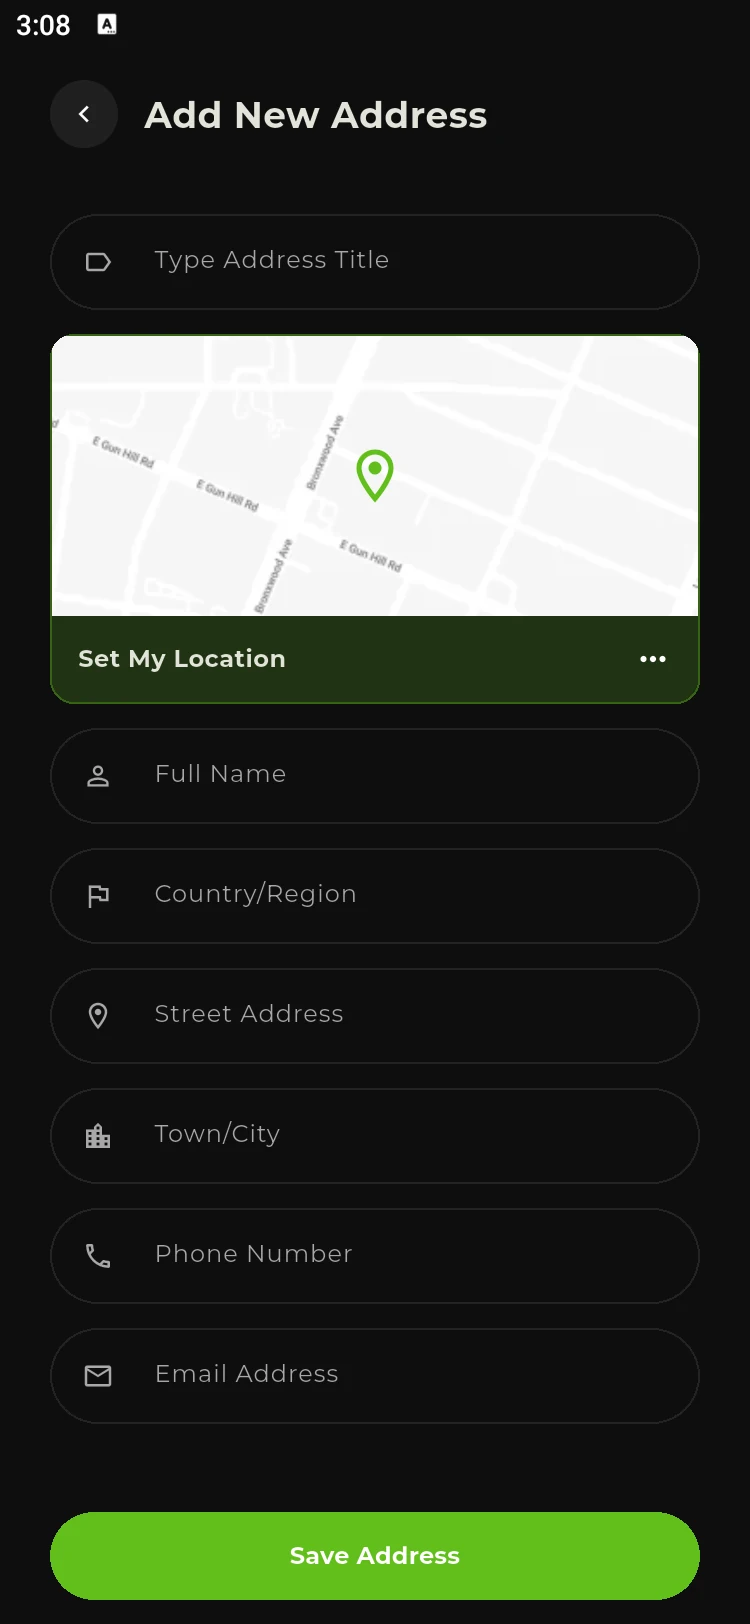 3:08
A
Add New Address
Type Address Title
E Gun Hill Rd
Bronxwood Ave
E Gun Hill Rd
E Gun Hill Rd
Bronxwood Ave
Set My Location
Full Name
Country/Region
Street Address
Town/City
Phone Number
Email Address
Save Address